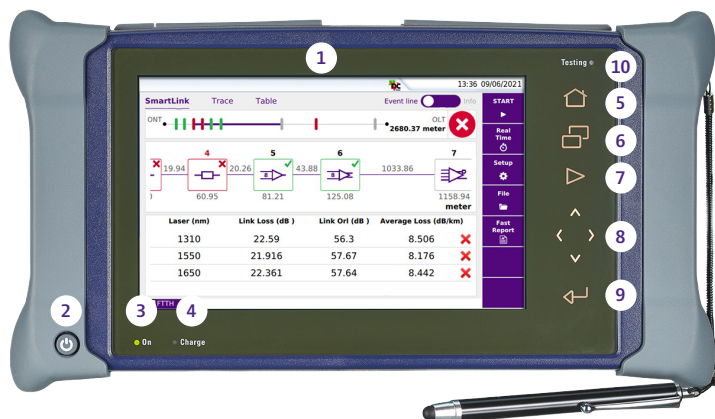 1
Testing
10
13:36 09/06/2021
SmartLink Trace Table Event line Info START
ONT OLT
2680.37 meter
Real
Time
5
4 5 6 7
19.94 20.26 43.88 1033.86
Setup
6
60.95 81.21 125.08 1158.94
meter
File
7
Laser (nm) Link Loss (dB ) Link Orl (dB ) Average Loss (dB/km)
Fast
Report
1310 22.59 56.3 8.506
8
1550 21.916 57.67 8.176
1650 22.361 57.64 8.442
9
FTTH
2 3 4
On Charge